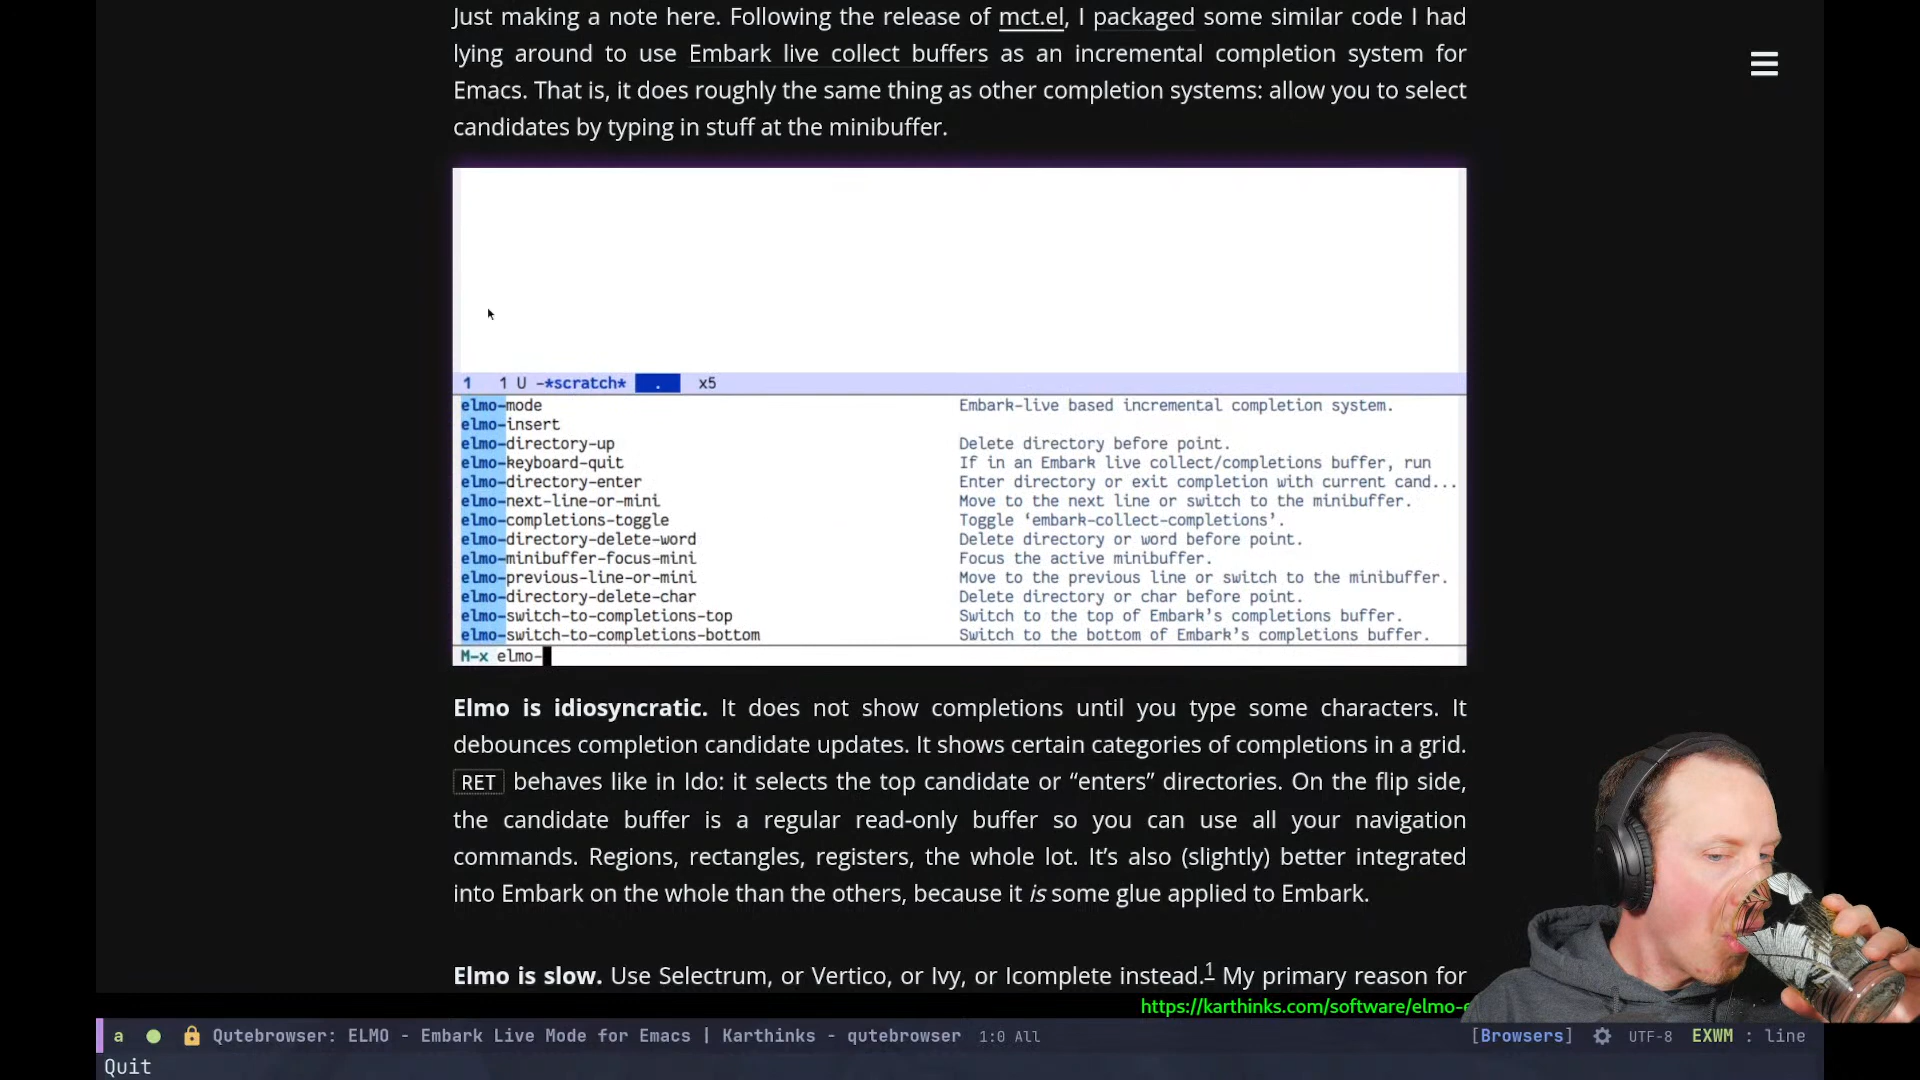 Just making a note here. Following the release of mct.el, I packaged some similar code I had
lying around to use Embark live collect buffers as an incremental completion system for
Emacs. That is, it does roughly the same thing as other completion systems: allow you to select
candidates by typing in stuff at the minibuffer.
1 1 U -*scratch* . x5
elmo-mode Embark-live based incremental completion system.
elmo-insert
elmo-directory-up Delete directory before point.
elmo-keyboard-quit If in an Embark live collect/completions buffer, run
elmo-directory-enter Enter directory or exit completion with current cand...
elmo-next-line-or-mini Move to the next line or switch to the minibuffer.
elmo-completions-toggle Toggle ‘embark-collect-completions’.
elmo-directory-delete-word Delete directory or word before point.
elmo-minibuffer-focus-mini Focus the active minibuffer.
elmo-previous-line-or-mini Move to the previous line or switch to the minibuffer.
elmo-directory-delete-char Delete directory or char before point.
elmo-switch-to-completions-top Switch to the top of Embark’s completions buffer.
elmo-switch-to-completions-bottom Switch to the bottom of Embark’s completions buffer.
M-x elmo-
Elmo is idiosyncratic. It does not show completions until you type some characters. It
debounces completion candidate updates. It shows certain categories of completions in a grid.
RET behaves like in Ido: it selects the top candidate or “enters” directories. On the flip side,
the candidate buffer is a regular read-only buffer so you can use all your navigation
commands. Regions, rectangles, registers, the whole lot. It’s also (slightly) better integrated
into Embark on the whole than the others, because it is some glue applied to Embark.
Elmo is slow. Use Selectrum, or Vertico, or Ivy, or Icomplete instead.1 My primary reason for
https://karthinks.com/software/elmo-e
a Qutebrowser: ELMO - Embark Live Mode for Emacs | Karthinks - qutebrowser 1:0 All [Browsers] UTF-8 EXWM : line
Quit